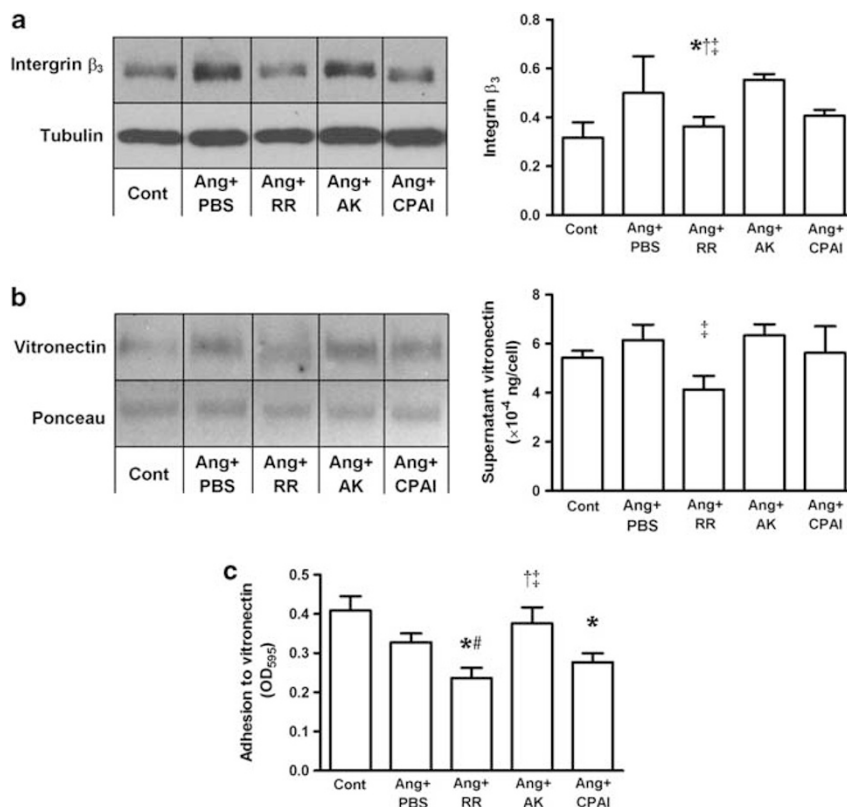 a
Intergrin β3
Tubulin
Cont
Ang+
PBS
Ang+
RR
Ang+
AK
Ang+
CPAI
Integrin β3
0.8
0.6
0.4
0.2
0.0
*†‡
Cont
Ang+
PBS
Ang+
RR
Ang+
AK
Ang+
CPAI
b
Vitronectin
Ponceau
Cont
Ang+
PBS
Ang+
RR
Ang+
AK
Ang+
CPAI
Supernatant vitronectin
(×10-4 ng/cell)
8
6
4
2
0
‡
Cont
Ang+
PBS
Ang+
RR
Ang+
AK
Ang+
CPAI
c
Adhesion to vitronectin
(OD595)
0.5
0.4
0.3
0.2
0.1
0.0
*#
†‡
*
Cont
Ang+
PBS
Ang+
RR
Ang+
AK
Ang+
CPAI